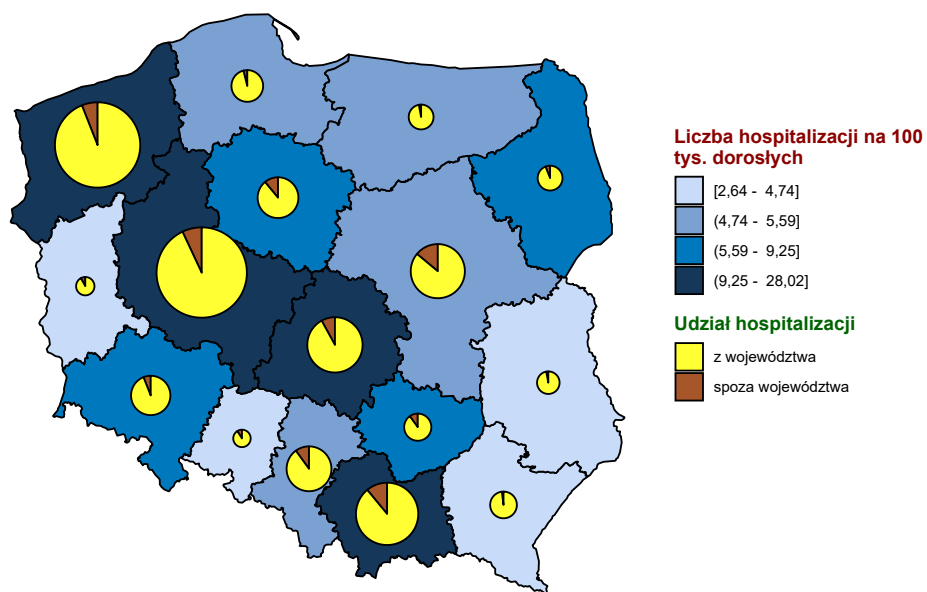 Liczba hospitalizacji na 100
tys. dorosłych
[2,64 - 4,74]
(4,74 - 5,59]
(5,59 - 9,25]
(9,25 - 28,02]
Udział hospitalizacji
z województwa
spoza województwa